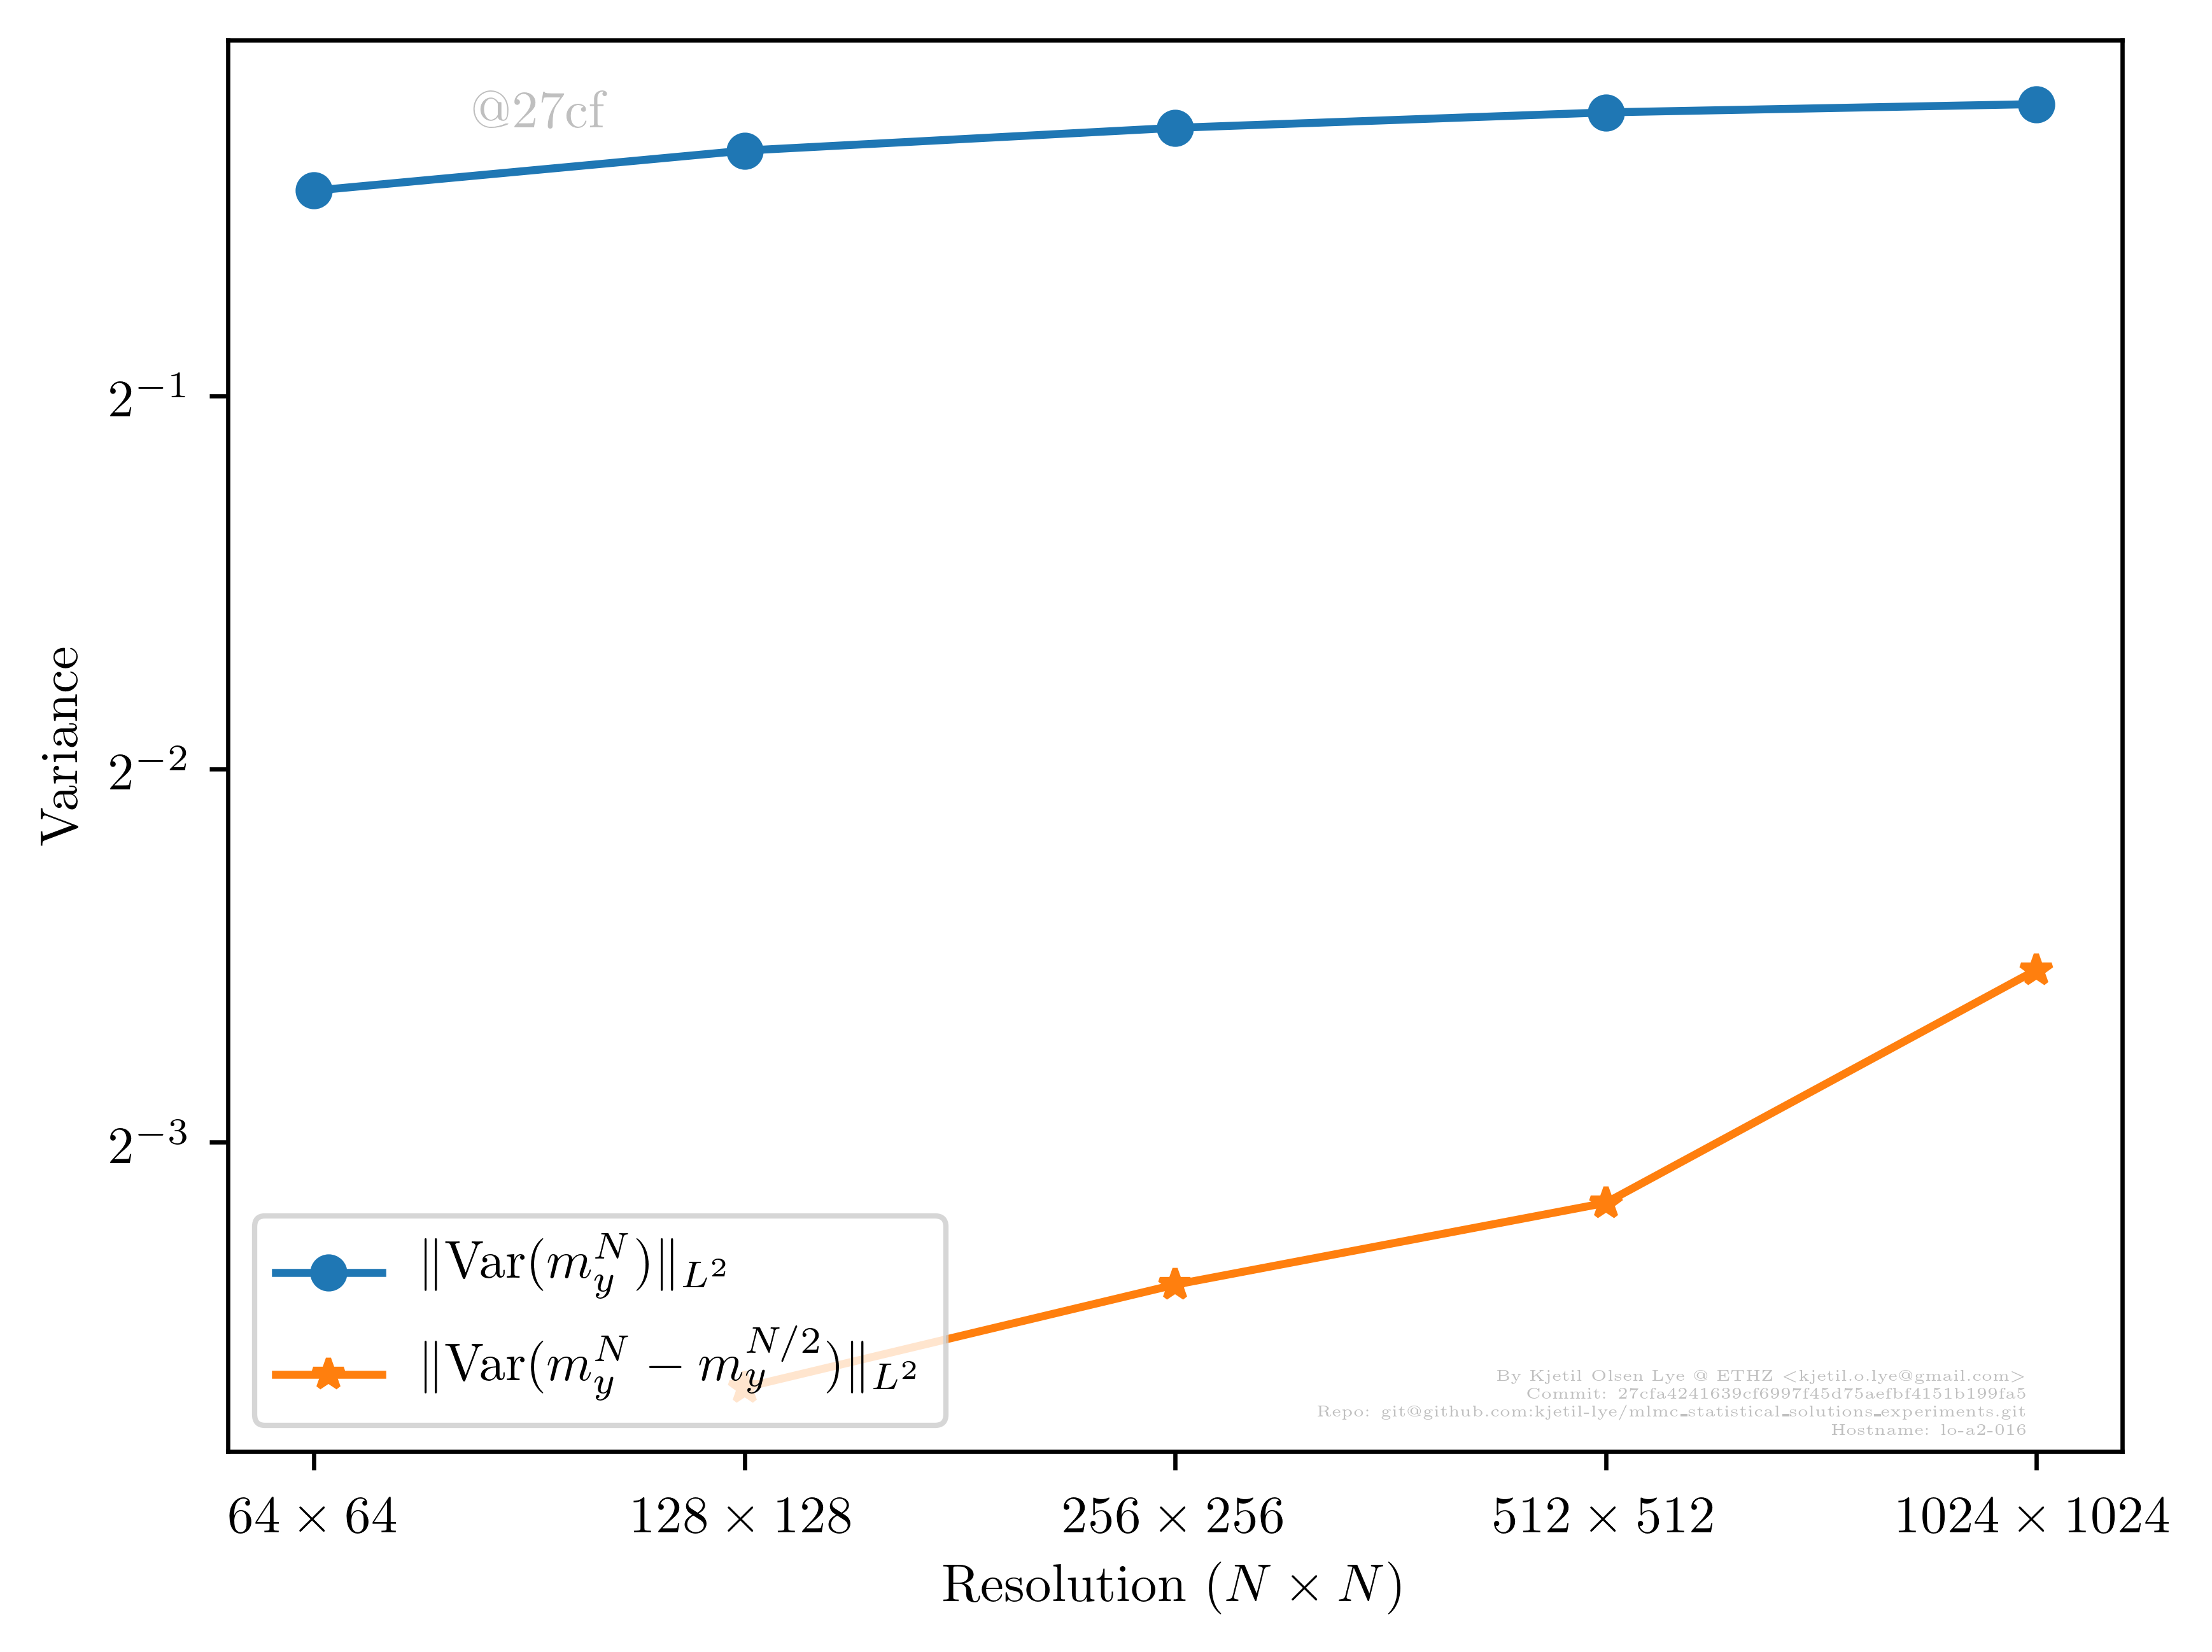 @27cf
2⁻¹
2⁻²
2⁻³
Variance
‖Var(m_y^N)‖_{L²}
‖Var(m_y^N − m_y^{N/2})‖_{L²}
By Kjetil Olsen Lye @ ETHZ <kjetil.o.lye@gmail.com>
Commit: 27cfa4241639cf6997f45d75aefbf4151b199fa5
Repo: git@github.com:kjetil-lye/mlmc_statistical_solutions_experiments.git
Hostname: lo-a2-016
64 × 64 128 × 128 256 × 256 512 × 512 1024 × 1024
Resolution (N × N)